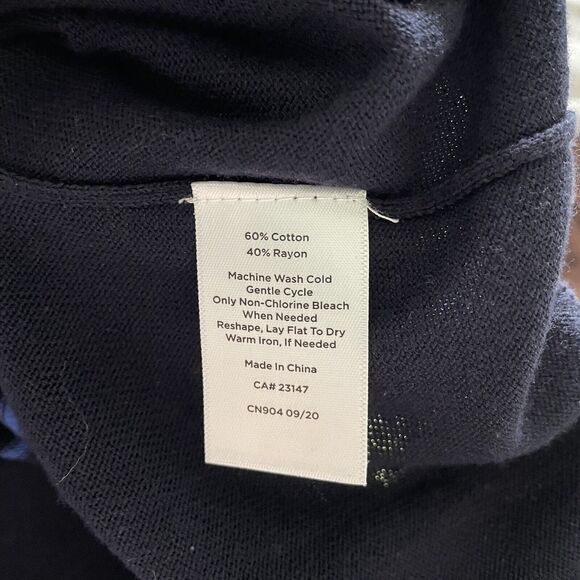 60% Cotton
40% Rayon
Machine Wash Cold
Gentle Cycle
Only Non-Chlorine Bleach
When Needed
Reshape, Lay Flat To Dry
Warm Iron, If Needed
Made In China
CA# 23147
CN904 09/20